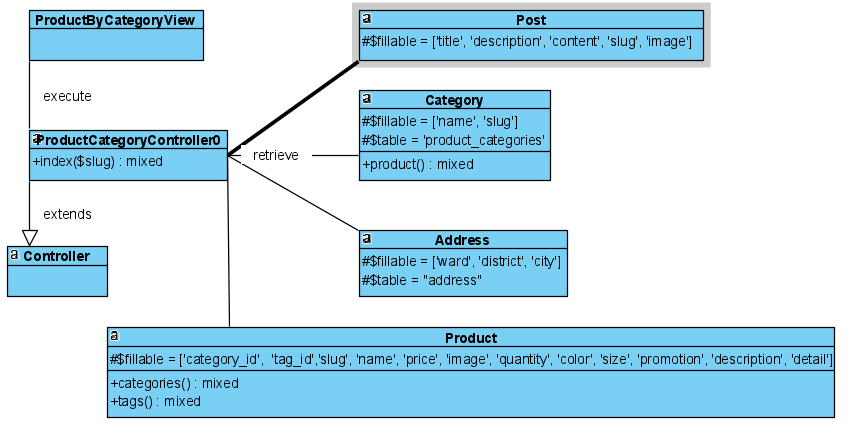 ProductByCategoryView
a
Post
#$fillable = ['title', 'description', 'content', 'slug', 'image']
execute
a
Category
#$fillable = ['name', 'slug']
#$table = 'product_categories'
+product() : mixed
a
ProductCategoryController0
+index($slug) : mixed
retrieve
extends
a
Address
#$fillable = ['ward', 'district', 'city']
#$table = "address"
a
Controller
a
Product
#$fillable = ['category_id', 'tag_id','slug', 'name', 'price', 'image', 'quantity', 'color', 'size', 'promotion', 'description', 'detail']
+categories() : mixed
+tags() : mixed